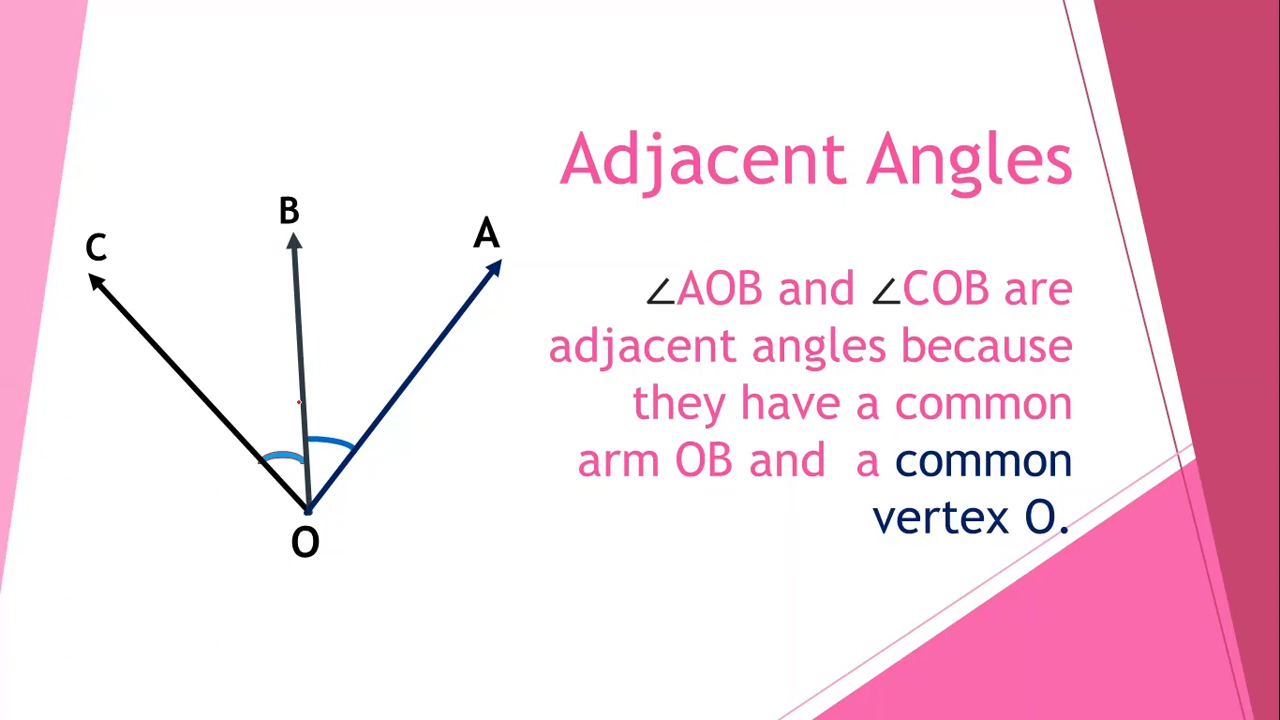 Adjacent Angles
B
A
C
∠AOB and ∠COB are
adjacent angles because
they have a common
arm OB and a common
vertex O.
O